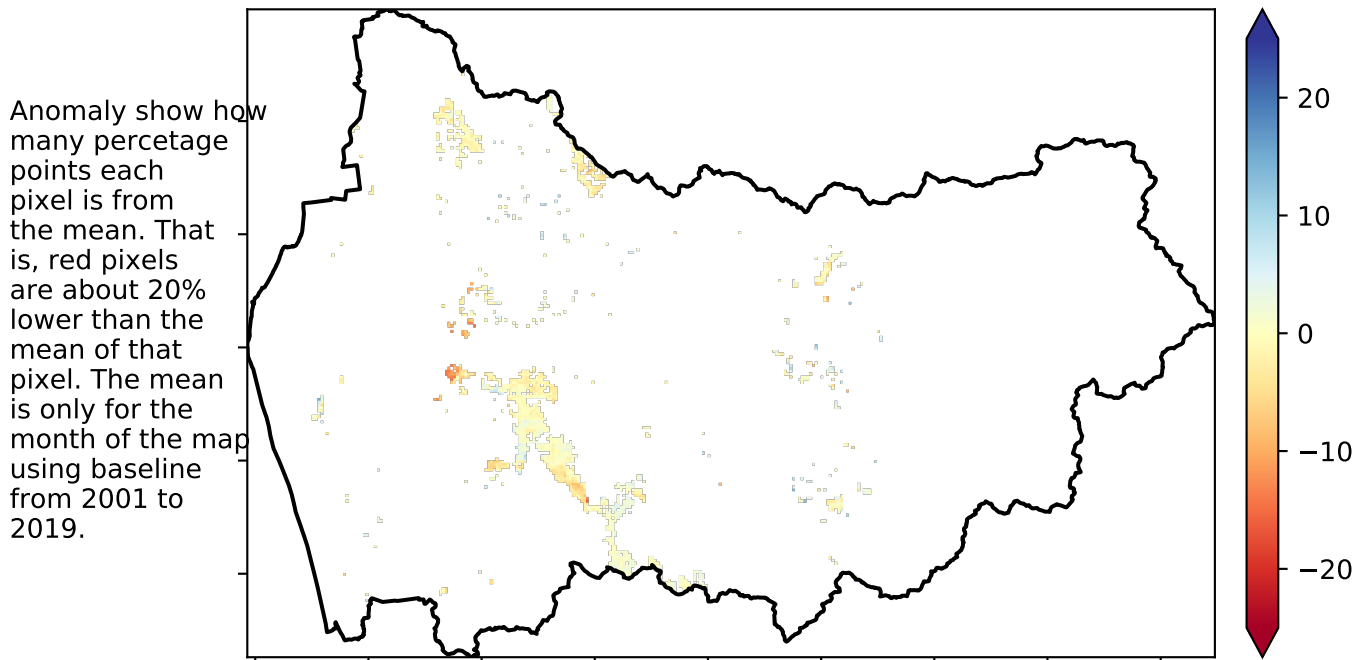 Anomaly show how
many percetage
points each
pixel is from
the mean. That
is, red pixels
are about 20%
lower than the
mean of that
pixel. The mean
is only for the
month of the map
using baseline
from 2001 to
2019.
20
10
0
−10
−20